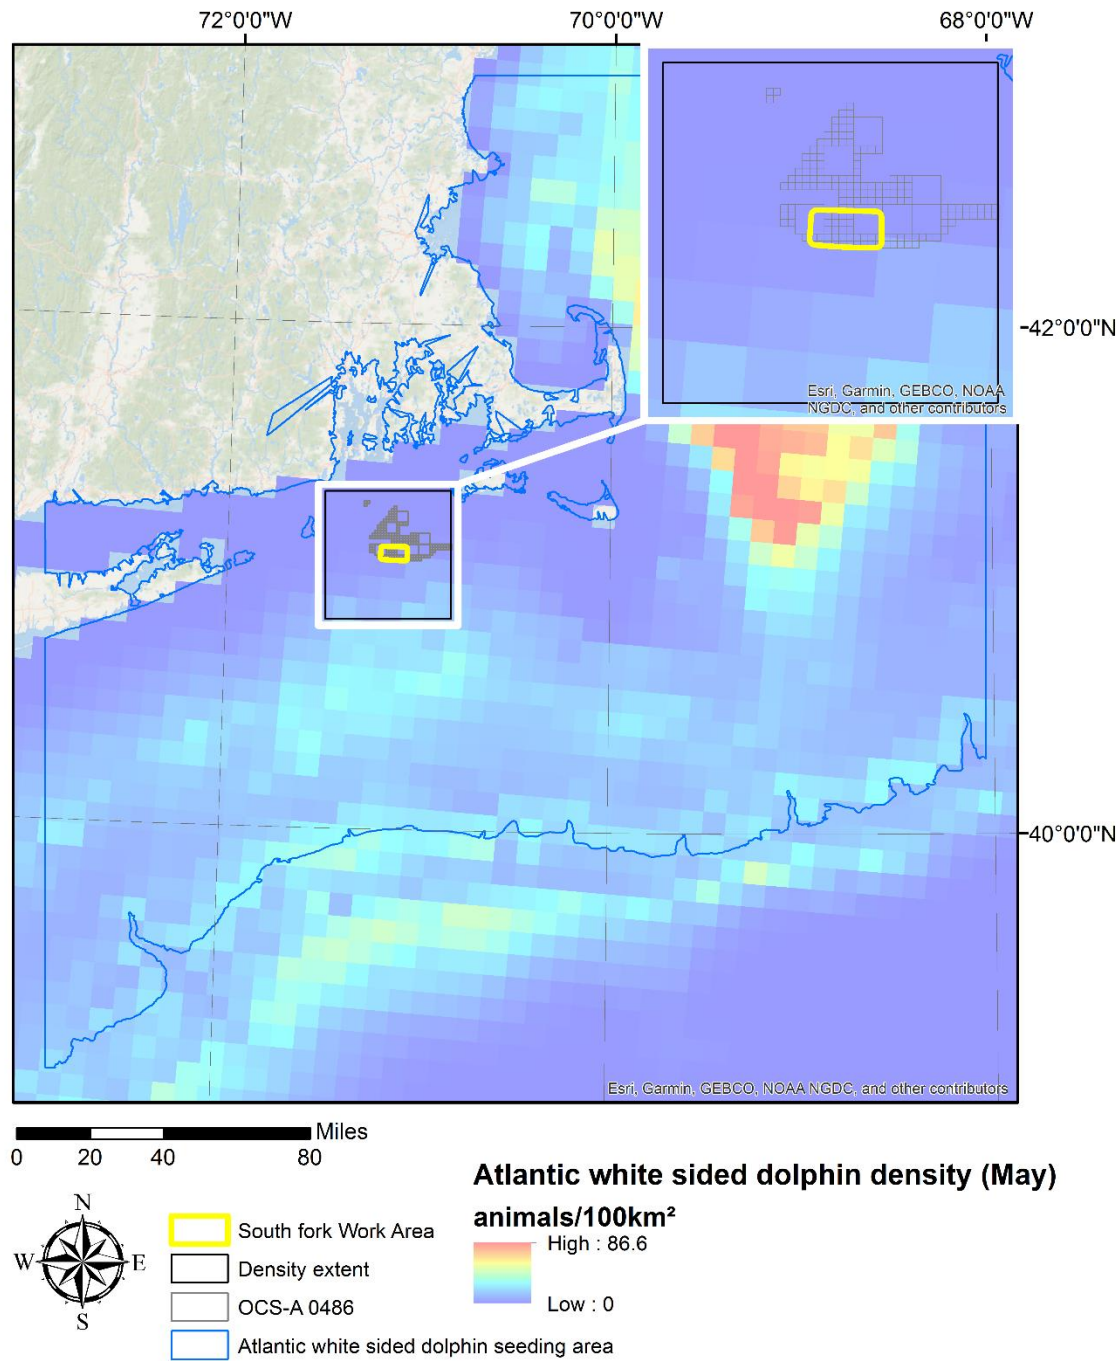 72°0'0"W
70°0'0"W
68°0'0"W
Esri, Garmin, GEBCO, NOAA
NGDC, and other contributors
42°0'0"N
40°0'0"N
Esri, Garmin, GEBCO, NOAA NGDC, and other contributors
Miles
0 20 40 80
Atlantic white sided dolphin density (May)
animals/100km²
High : 86.6
Low : 0
N
W E
S
South fork Work Area
Density extent
OCS-A 0486
Atlantic white sided dolphin seeding area